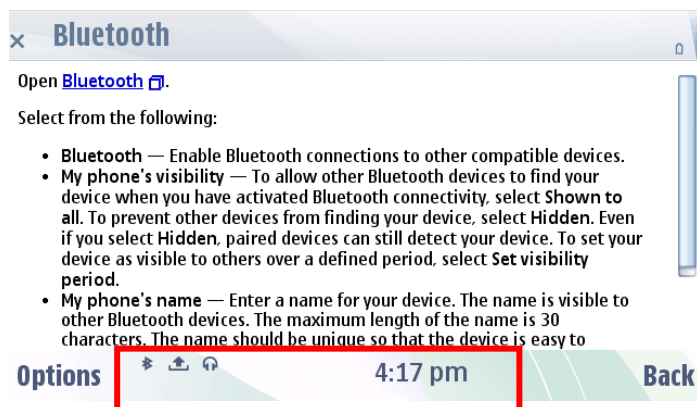 Bluetooth
Open Bluetooth.
Select from the following:
• Bluetooth — Enable Bluetooth connections to other compatible devices.
• My phone's visibility — To allow other Bluetooth devices to find your
device when you have activated Bluetooth connectivity, select Shown to
all. To prevent other devices from finding your device, select Hidden. Even
if you select Hidden, paired devices can still detect your device. To set your
device as visible to others over a defined period, select Set visibility
period.
• My phone's name — Enter a name for your device. The name is visible to
other Bluetooth devices. The maximum length of the name is 30
characters. The name should be unique so that the device is easy to
Options 4:17 pm Back